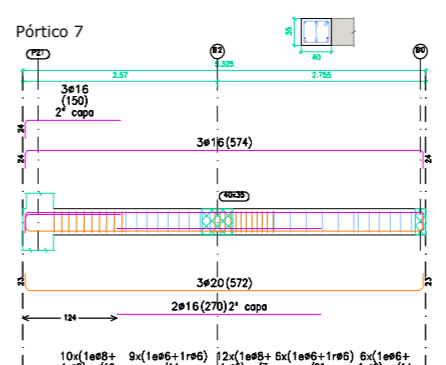 Pórtico 7
35
40
P21
B2
B0
5.325
2.57
2.755
3ø16
(150)
2ª capa
24
3ø16(574)
24
24
40x35
23
3ø20(572)
23
2ø16(270)2ª capa
124
10x(1eø8+ 9x(1eø6+1rø6) 12x(1eø8+ 6x(1eø6+1rø6) 6x(1eø6+